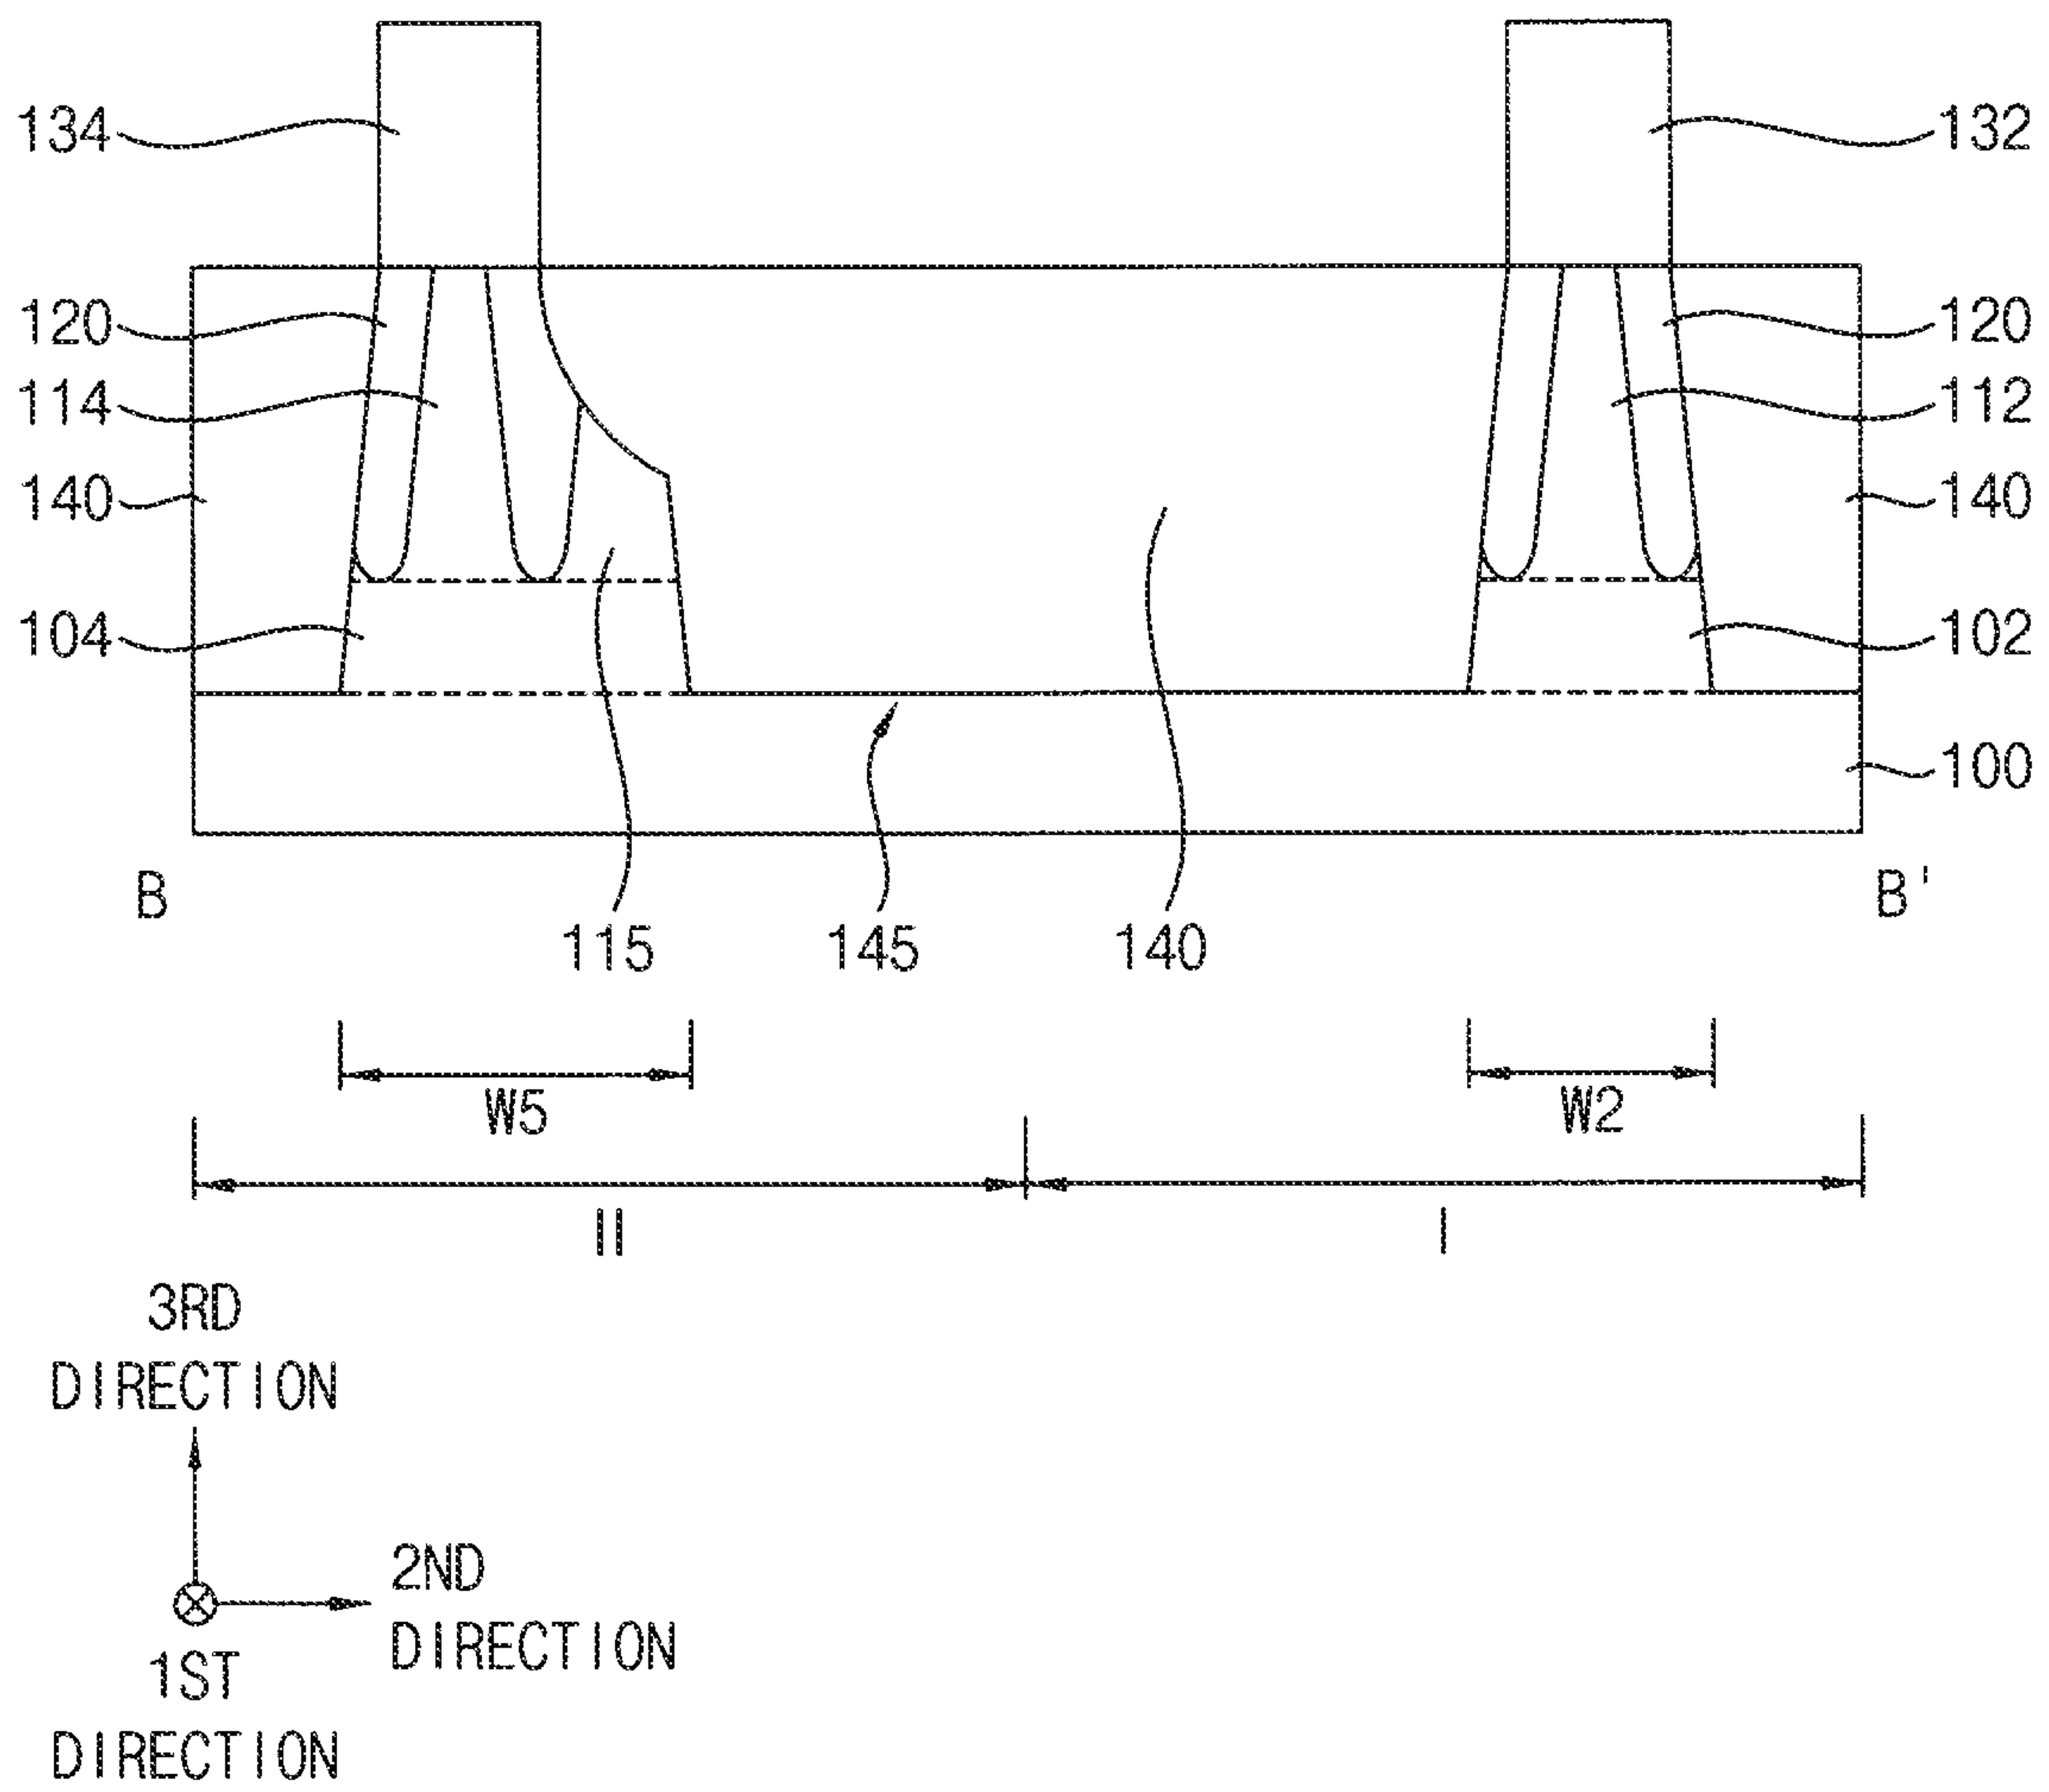 134
132
120
120
114
112
140
140
104
102
100
B
B'
115
145
140
W5
W2
II
I
3RD
DIRECTION
2ND
DIRECTION
1ST
DIRECTION